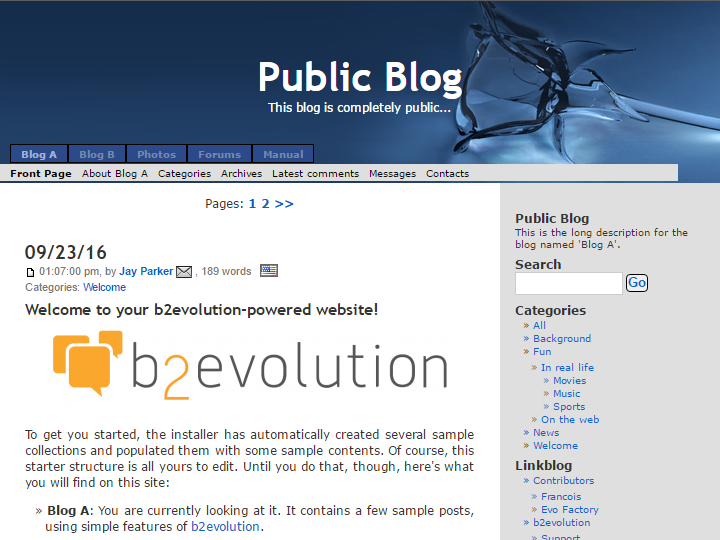 Public Blog
This blog is completely public...
Blog A Blog B Photos Forums Manual
Front Page About Blog A Categories Archives Latest comments Messages Contacts
Pages: 1 2 >>
09/23/16
01:07:00 pm, by Jay Parker , 189 words
Categories: Welcome
Welcome to your b2evolution-powered website!
b2evolution
To get you started, the installer has automatically created several sample
collections and populated them with some sample contents. Of course, this
starter structure is all yours to edit. Until you do that, though, here's what
you will find on this site:
» Blog A: You are currently looking at it. It contains a few sample posts,
using simple features of b2evolution.
Public Blog
This is the long description for the
blog named 'Blog A'.
Search
Go
Categories
» All
» Background
» Fun
» In real life
» Movies
» Music
» Sports
» On the web
» News
» Welcome
Linkblog
» Contributors
» Francois
» Evo Factory
» b2evolution
» Support